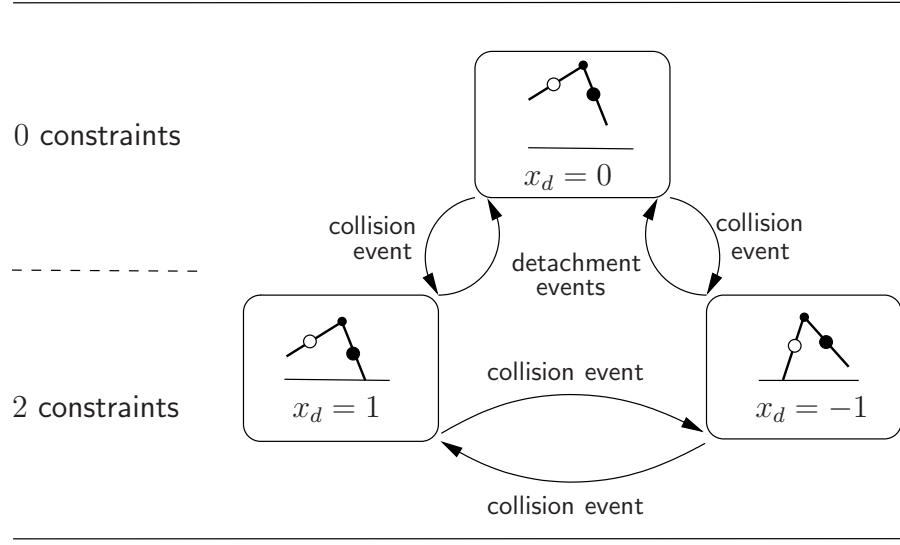 0 constraints
x_d = 0
collision
event
collision
event
detachment
events
2 constraints
x_d = 1
collision event
x_d = −1
collision event